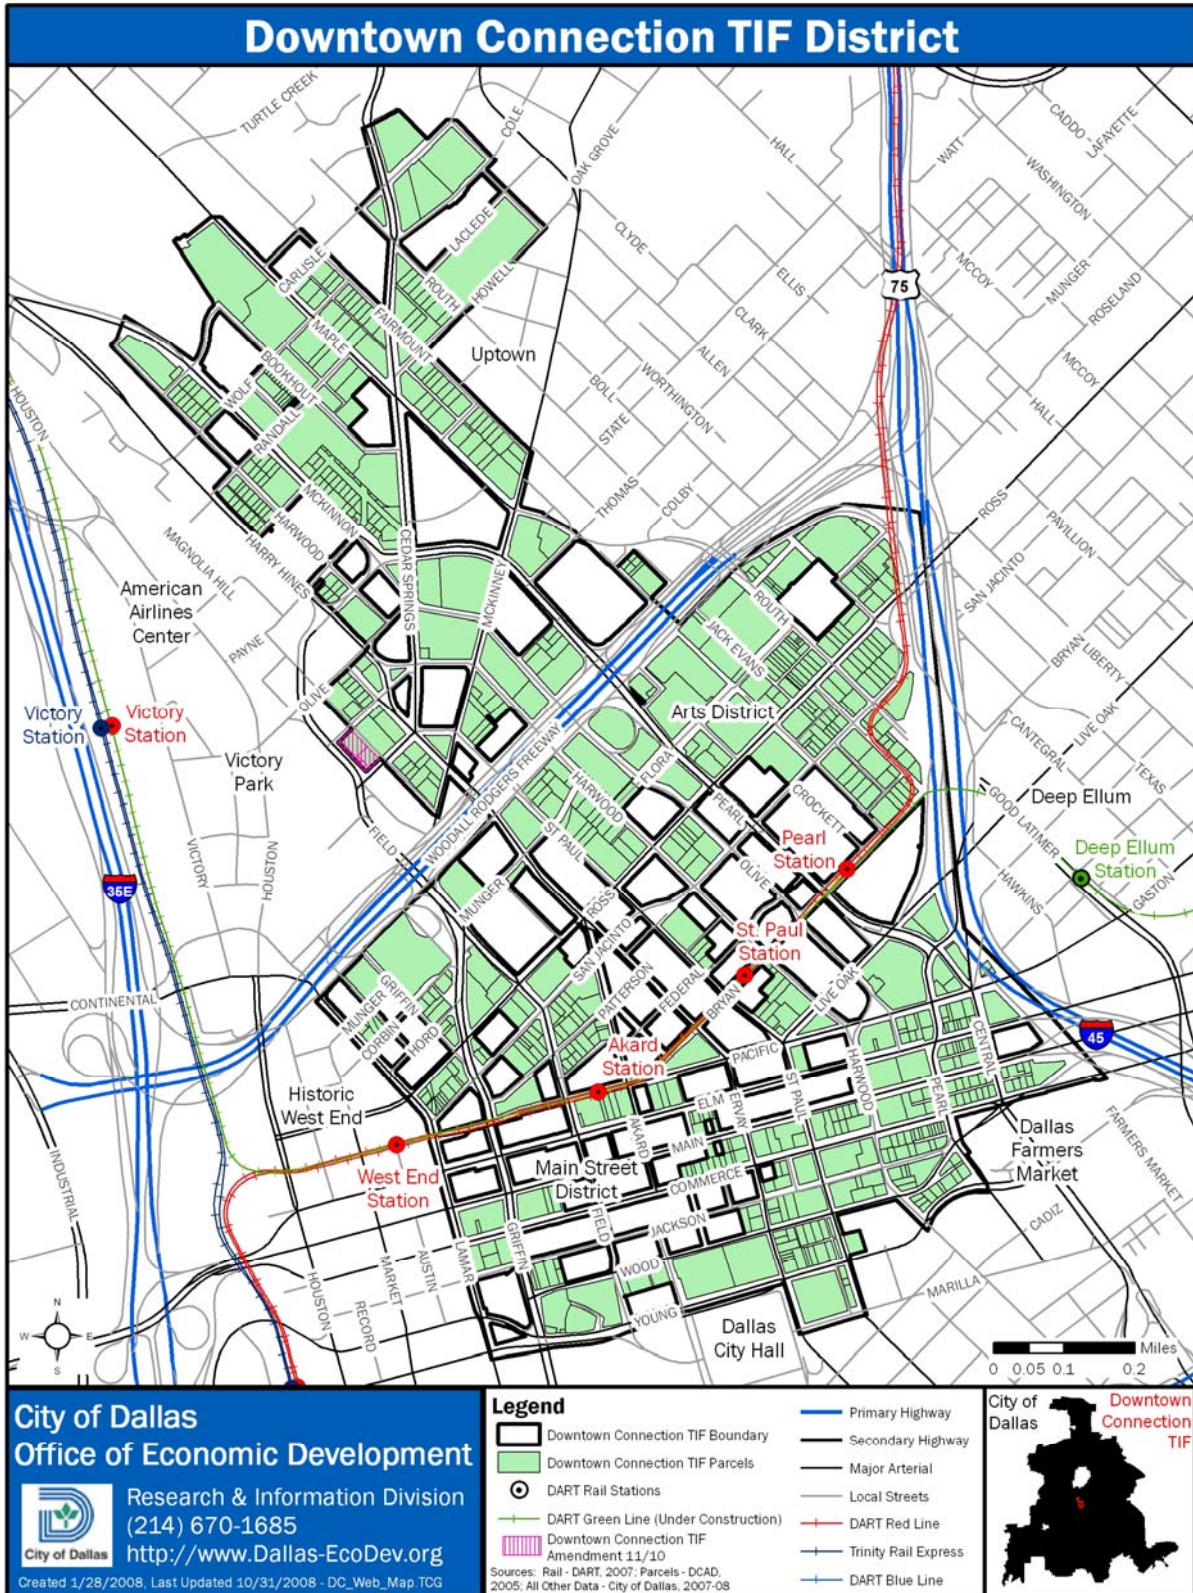 Downtown Connection TIF District
TURTLE CREEK
COLE
OAK GROVE
HALL
CADDO
LAFAYETTE
WATT
WASHINGTON
LACLEDE
CLYDE
CARLISLE
ROUTH
HOWELL
ELLIS
75
MCCOY
MUNGER
ROSELAND
MAPLE
FAIRMOUNT
CLARK
Uptown
ALLEN
BOOKHOUT
WOLF
BOLL
WORTHINGTON
MCCOY
HOUSTON
RANDALL
STATE
HALL
MCKINNON
THOMAS
COLBY
ROSS
HARWOOD
MAGNOLIA HILL
HARRY HINES
CEDAR SPRINGS
MCKINNEY
PAVILLION
SAN JACINTO
American
Airlines
Center
ROUTH
JACK EVANS
PAYNE
BRYAN
LIBERTY
OLIVE
Arts District
CANTEGRAL
LIVE OAK
Victory
Station
Victory
Station
Victory
Park
WOODALL RODGERS FREEWAY
FLORA
HARWOOD
PEARL
CROCKETT
TEXAS
Deep Ellum
GOOD LATIMER
FIELD
ST PAUL
Pearl
Station
Deep Ellum
Station
VICTORY
HOUSTON
35E
MUNGER
OLIVE
HAWKINS
GASTON
ROSS
St. Paul
Station
SAN JACINTO
CONTINENTAL
GRIFFIN
MUNGER
CORBIN
HORD
PATTERSON
FEDERAL
BRYAN
LIVE OAK
45
Akard
Station
PACIFIC
CENTRAL
Historic
West End
ELM
ERVAY
ST PAUL
HARWOOD
PEARL
AKARD
MAIN
Dallas
Farmers
Market
FARMERS MARKET
INDUSTRIAL
West End
Station
Main Street
District
COMMERCE
JACKSON
CADIZ
FIELD
GRIFFIN
LAMAR
AUSTIN
MARKET
HOUSTON
RECORD
WOOD
YOUNG
MARILLA
Dallas
City Hall
N
W E
S
Miles
0 0.05 0.1 0.2
City of Dallas
Office of Economic Development
Research & Information Division
(214) 670-1685
http://www.Dallas-EcoDev.org
City of Dallas
Created 1/28/2008, Last Updated 10/31/2008 - DC_Web_Map.TCG
Legend
Downtown Connection TIF Boundary
Downtown Connection TIF Parcels
DART Rail Stations
DART Green Line (Under Construction)
Downtown Connection TIF
Amendment 11/10
Sources: Rail - DART, 2007; Parcels - DCAD,
2005; All Other Data - City of Dallas, 2007-08
Primary Highway
Secondary Highway
Major Arterial
Local Streets
DART Red Line
Trinity Rail Express
DART Blue Line
City of
Dallas
Downtown
Connection
TIF